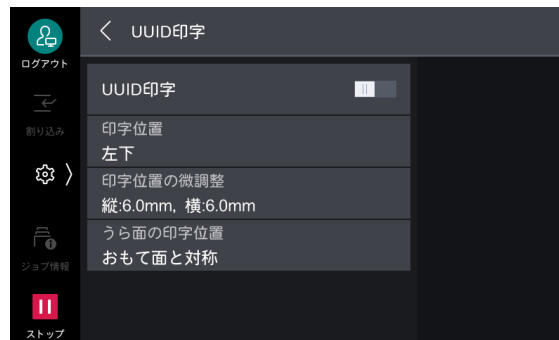 UUID印字
ログアウト
UUID印字
割り込み
印字位置
左下
印字位置の微調整
縦:6.0mm, 横:6.0mm
うら面の印字位置
おもて面と対称
ジョブ情報
ストップ